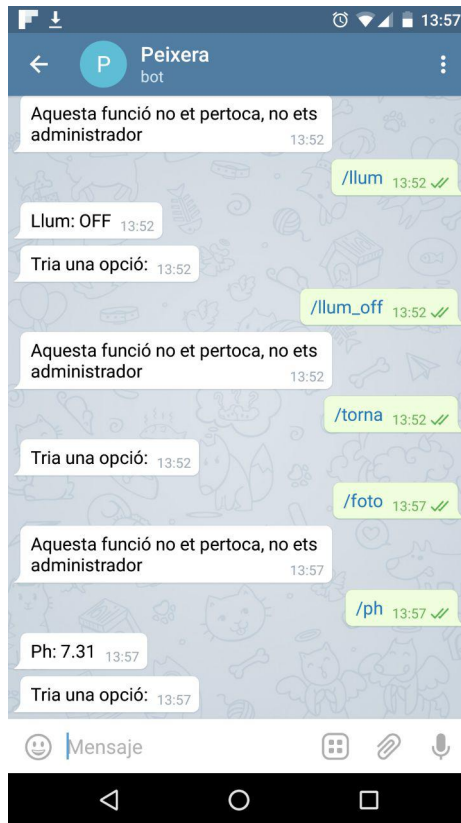 13:57
P
Peixera
bot
Aquesta funció no et pertoca, no ets
administrador 13:52
/llum 13:52
Llum: OFF 13:52
Tria una opció: 13:52
/llum_off 13:52
Aquesta funció no et pertoca, no ets
administrador 13:52
/torna 13:52
Tria una opció: 13:52
/foto 13:57
Aquesta funció no et pertoca, no ets
administrador 13:57
/ph 13:57
Ph: 7.31 13:57
Tria una opció: 13:57
Mensaje